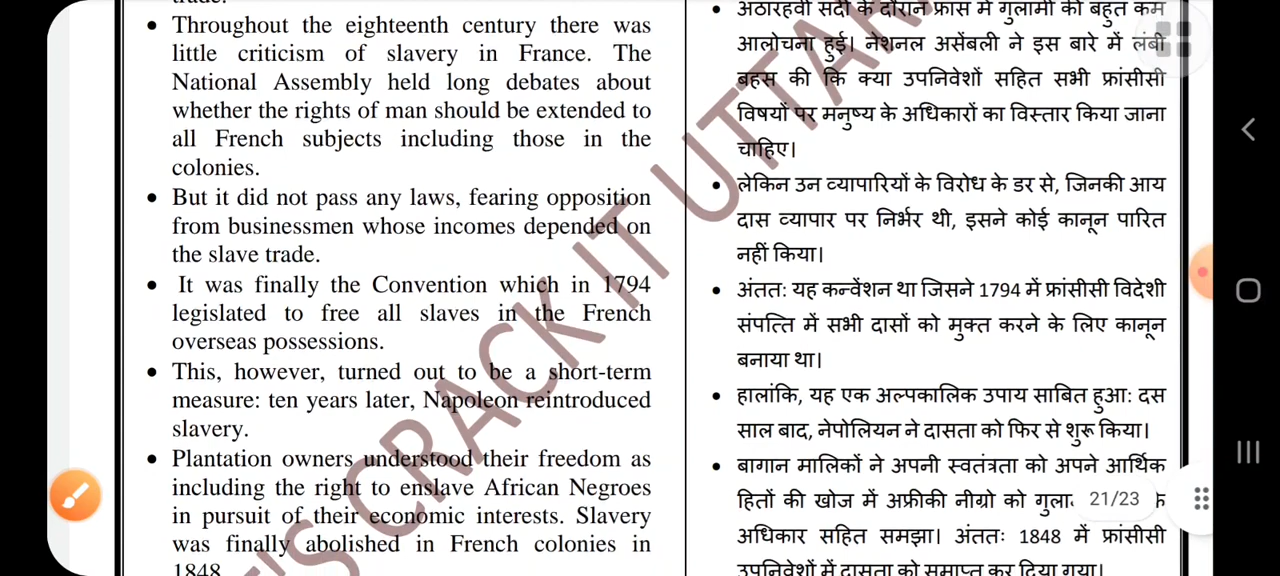 trade.
• Throughout the eighteenth century there was
little criticism of slavery in France. The
National Assembly held long debates about
whether the rights of man should be extended to
all French subjects including those in the
colonies.
• But it did not pass any laws, fearing opposition
from businessmen whose incomes depended on
the slave trade.
• It was finally the Convention which in 1794
legislated to free all slaves in the French
overseas possessions.
• This, however, turned out to be a short-term
measure: ten years later, Napoleon reintroduced
slavery.
• Plantation owners understood their freedom as
including the right to enslave African Negroes
in pursuit of their economic interests. Slavery
was finally abolished in French colonies in
1848
• अठारहवीं सदी के दौरान फ्रांस में गुलामी की बहुत कम
आलोचना हुई। नेशनल असेंबली ने इस बारे में लंबी
बहस की कि क्या उपनिवेशों सहित सभी फ्रांसीसी
विषयों पर मनुष्य के अधिकारों का विस्तार किया जाना
चाहिए।
• लेकिन उन व्यापारियों के विरोध के डर से, जिनकी आय
दास व्यापार पर निर्भर थी, इसने कोई कानून पारित
नहीं किया।
• अंतत: यह कन्वेंशन था जिसने 1794 में फ्रांसीसी विदेशी
संपत्ति में सभी दासों को मुक्त करने के लिए कानून
बनाया था।
• हालांकि, यह एक अल्पकालिक उपाय साबित हुआ: दस
साल बाद, नेपोलियन ने दासता को फिर से शुरू किया।
• बागान मालिकों ने अपनी स्वतंत्रता को अपने आर्थिक
हितों की खोज में अफ्रीकी नीग्रो को
अधिकार सहित समझा। अंततः 1848 में फ्रांसीसी
उपनिवेशों में दासता को समाप्त कर दिया गया।
21/23
CRACK IT UTTAR